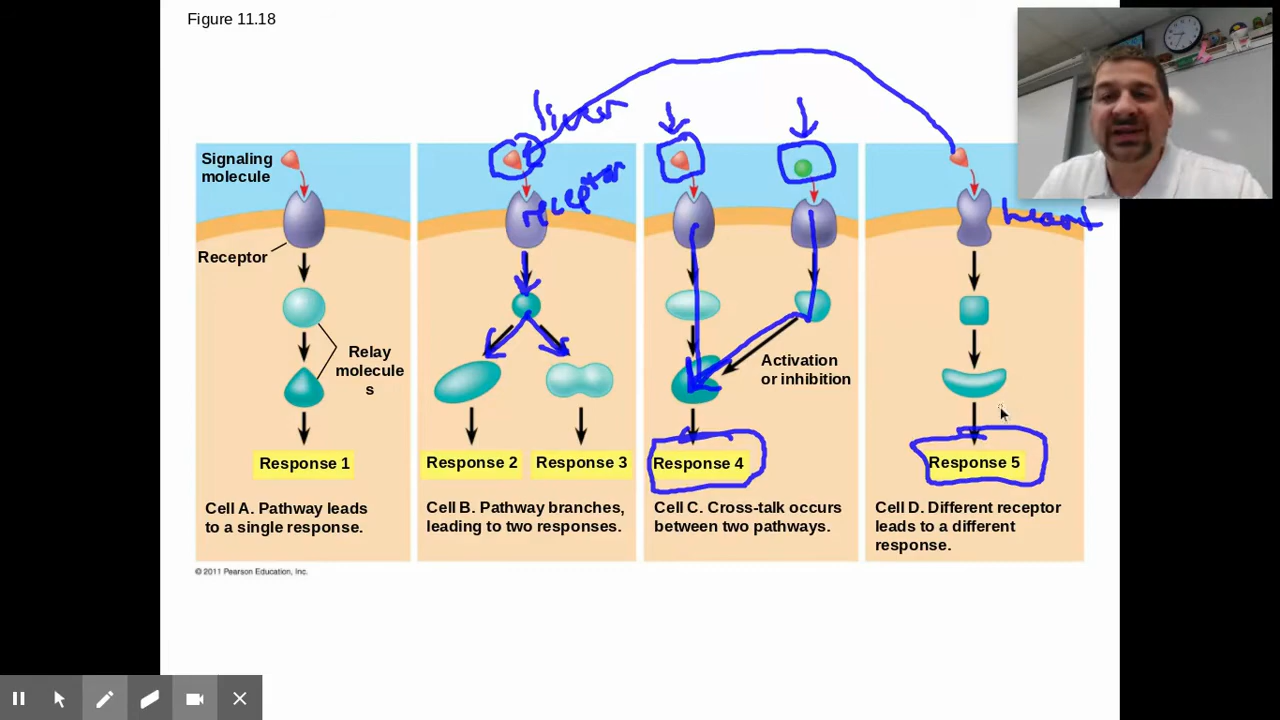 Figure 11.18
liver
Signaling
molecule
receptor
heart
Receptor
Relay
molecule
s
Activation
or inhibition
Response 1
Response 2
Response 3
Response 4
Response 5
Cell A. Pathway leads
to a single response.
Cell B. Pathway branches,
leading to two responses.
Cell C. Cross-talk occurs
between two pathways.
Cell D. Different receptor
leads to a different
response.
© 2011 Pearson Education, Inc.